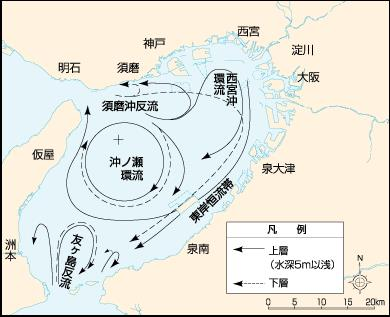 西宮
神戸
淀川
須磨
明石
大阪
西宮沖
環流
須磨沖反流
仮屋
沖ノ瀬
環流
泉大津
東岸恒流帯
友ヶ島反流
洲本
泉南
凡 例
上層
(水深5m以浅)
下層
N
0 5 10 15 20km